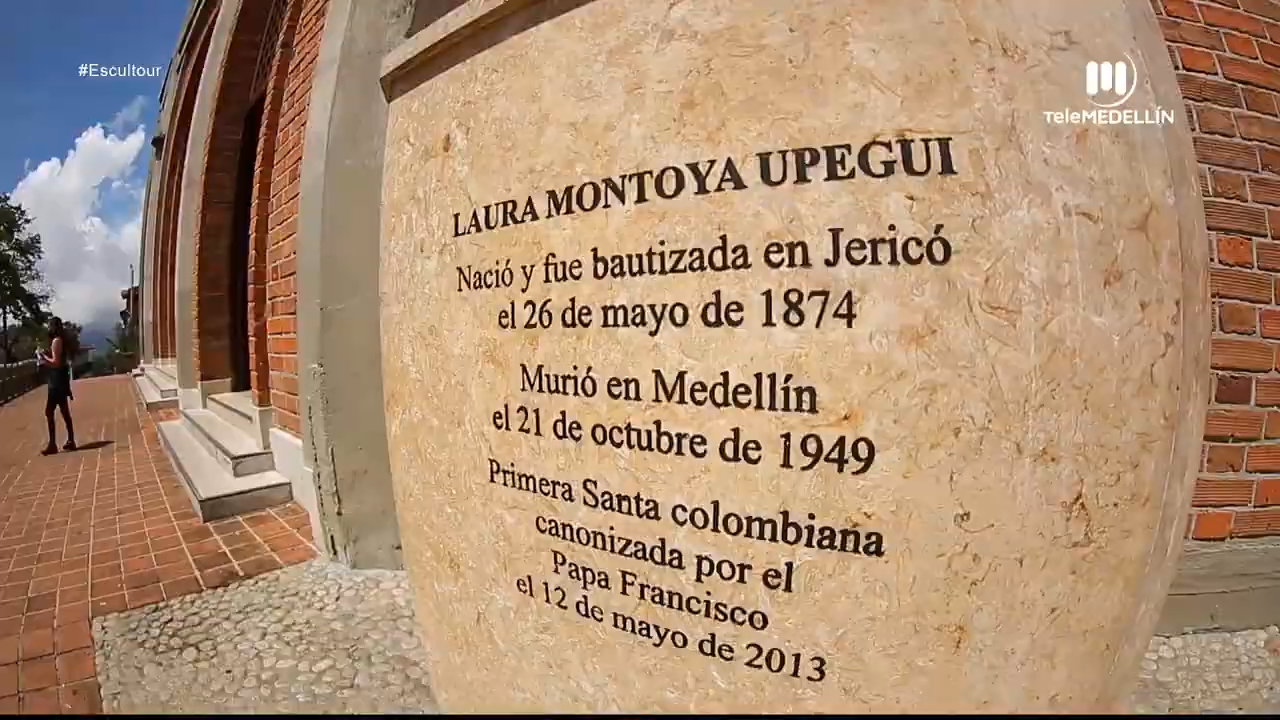 #Escultour
TeleMEDELLÍN
LAURA MONTOYA UPEGUI
Nació y fue bautizada en Jericó
el 26 de mayo de 1874
Murió en Medellín
el 21 de octubre de 1949
Primera Santa colombiana
canonizada por el
Papa Francisco
el 12 de mayo de 2013